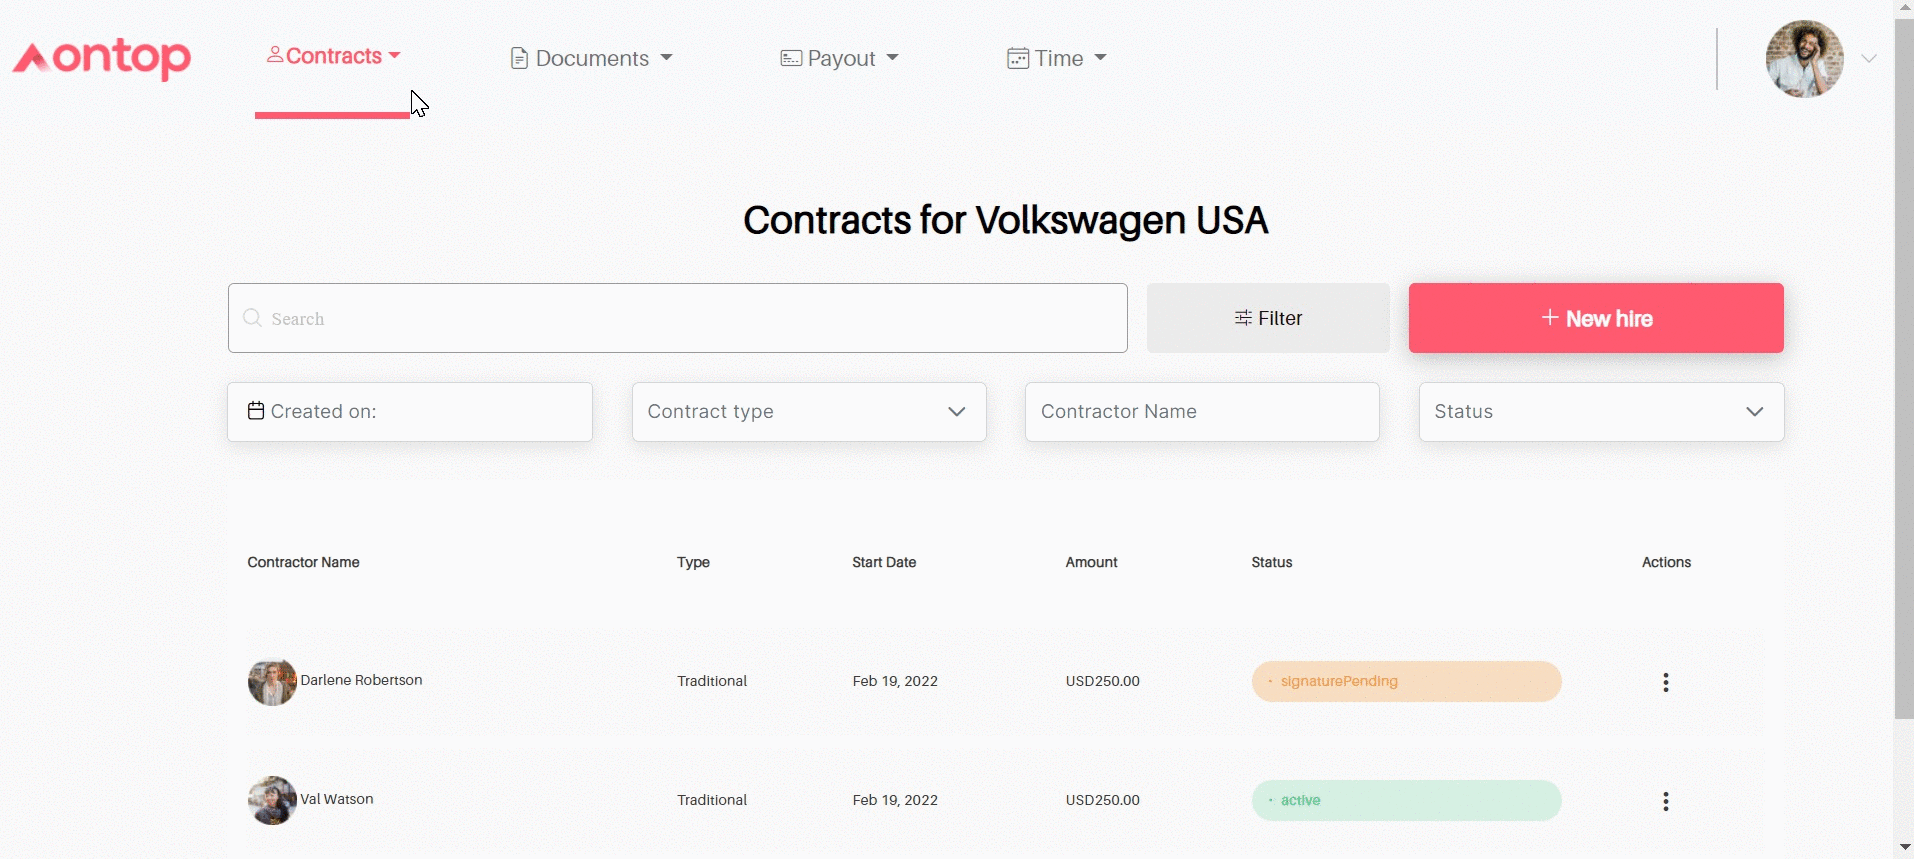 ontop
Contracts
Documents
Payout
Time
Contracts for Volkswagen USA
Search
Filter
+ New hire
Created on:
Contract type
Contractor Name
Status
Contractor Name Type Start Date Amount Status Actions
Darlene Robertson Traditional Feb 19, 2022 USD250.00 · signaturePending
Val Watson Traditional Feb 19, 2022 USD250.00 · active